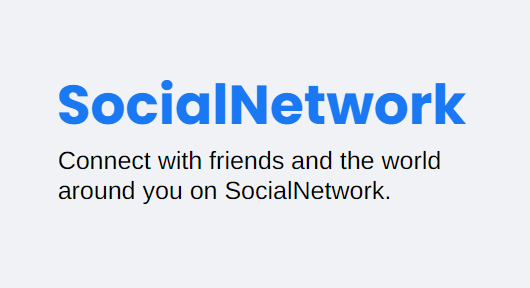 SocialNetwork
Connect with friends and the world
around you on SocialNetwork.